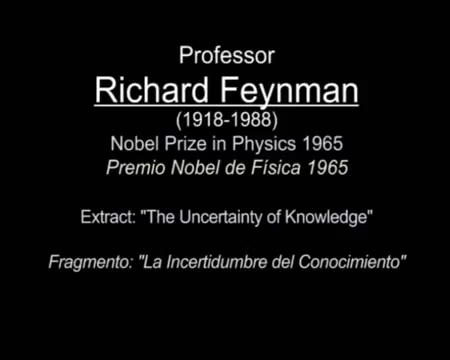 Professor
Richard Feynman
(1918-1988)
Nobel Prize in Physics 1965
Premio Nobel de Física 1965
Extract: "The Uncertainty of Knowledge"
Fragmento: "La Incertidumbre del Conocimiento"